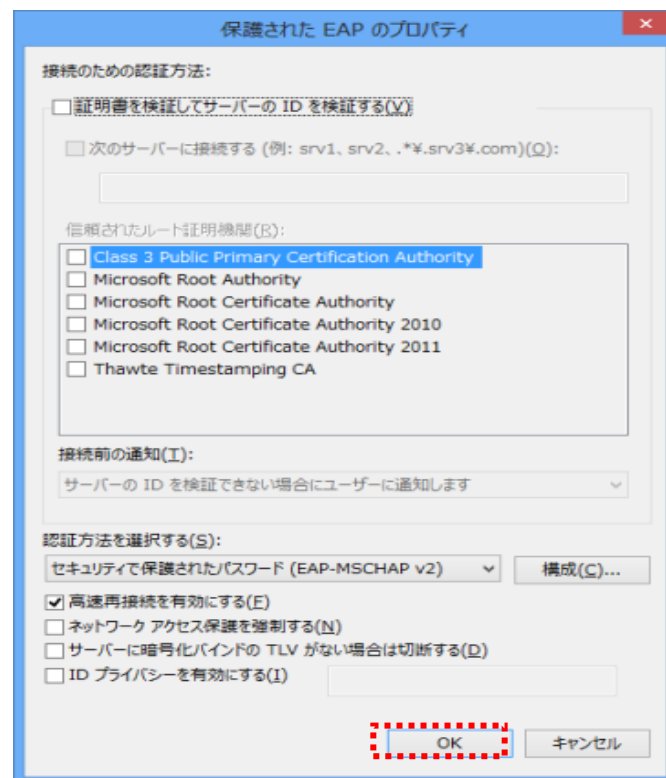 保護された EAP のプロパティ
接続のための認証方法:
証明書を検証してサーバーの ID を検証する(V)
次のサーバーに接続する (例: srv1、srv2、.*¥.srv3¥.com)(O):
信頼されたルート証明機関(R):
Class 3 Public Primary Certification Authority
Microsoft Root Authority
Microsoft Root Certificate Authority
Microsoft Root Certificate Authority 2010
Microsoft Root Certificate Authority 2011
Thawte Timestamping CA
接続前の通知(T):
サーバーの ID を検証できない場合にユーザーに通知します
認証方法を選択する(S):
セキュリティで保護されたパスワード (EAP-MSCHAP v2)
構成(C)...
高速再接続を有効にする(F)
ネットワーク アクセス保護を強制する(N)
サーバーに暗号化バインドの TLV がない場合は切断する(D)
ID プライバシーを有効にする(I)
OK
キャンセル